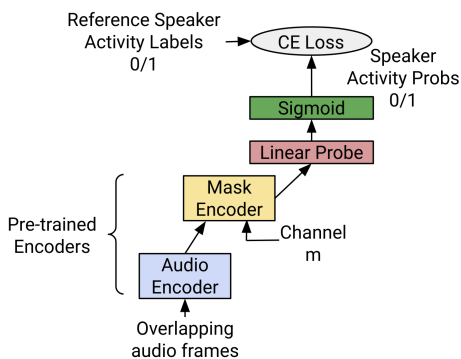 Reference Speaker
Activity Labels
0/1
CE Loss
Speaker
Activity Probs
0/1
Sigmoid
Linear Probe
Mask
Encoder
Pre-trained
Encoders
Channel
m
Audio
Encoder
Overlapping
audio frames